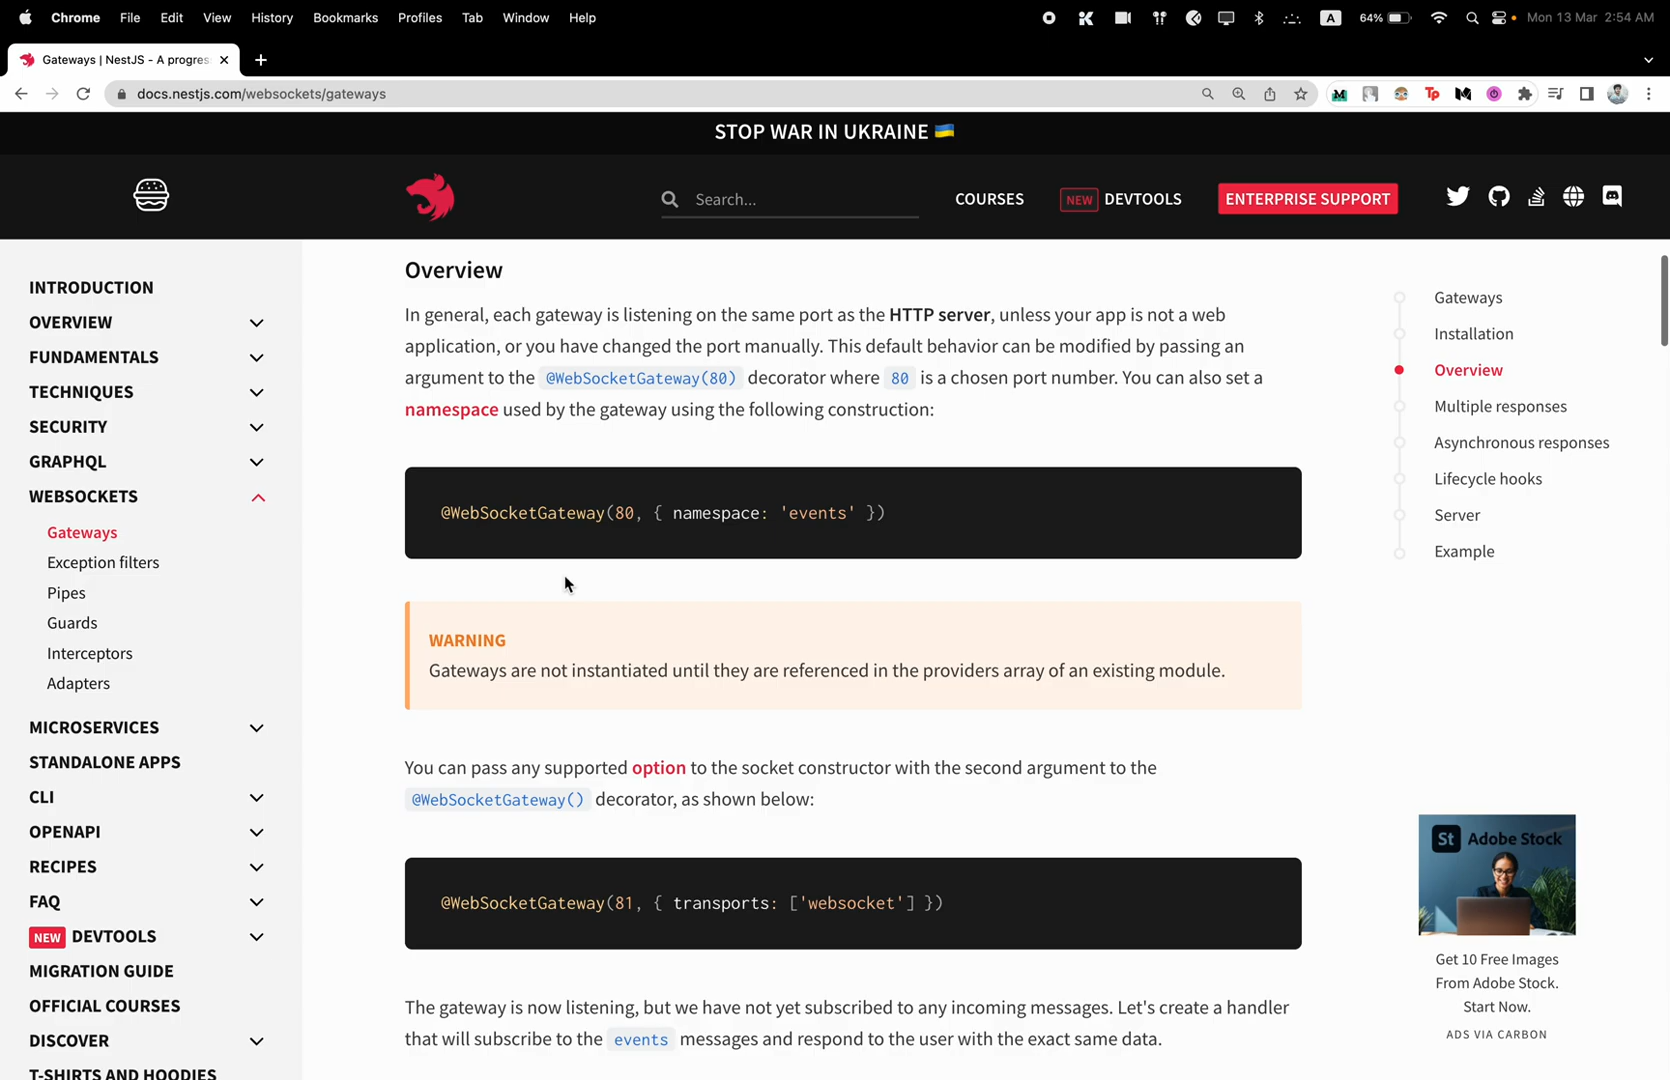 Chrome File Edit View History Bookmarks Profiles Tab Window Help
A 64% Mon 13 Mar 2:54 AM
Gateways | NestJS - A progres
docs.nestjs.com/websockets/gateways
STOP WAR IN UKRAINE 🇺🇦
Search...
COURSES
NEW DEVTOOLS
ENTERPRISE SUPPORT
INTRODUCTION
OVERVIEW
FUNDAMENTALS
TECHNIQUES
SECURITY
GRAPHQL
WEBSOCKETS
Gateways
Exception filters
Pipes
Guards
Interceptors
Adapters
MICROSERVICES
STANDALONE APPS
CLI
OPENAPI
RECIPES
FAQ
NEW DEVTOOLS
MIGRATION GUIDE
OFFICIAL COURSES
DISCOVER
T-SHIRTS AND HOODIES
Overview
In general, each gateway is listening on the same port as the HTTP server, unless your app is not a web
application, or you have changed the port manually. This default behavior can be modified by passing an
argument to the @WebSocketGateway(80) decorator where 80 is a chosen port number. You can also set a
namespace used by the gateway using the following construction:
@WebSocketGateway(80, { namespace: 'events' })
WARNING
Gateways are not instantiated until they are referenced in the providers array of an existing module.
You can pass any supported option to the socket constructor with the second argument to the
@WebSocketGateway() decorator, as shown below:
@WebSocketGateway(81, { transports: ['websocket'] })
The gateway is now listening, but we have not yet subscribed to any incoming messages. Let's create a handler
that will subscribe to the events messages and respond to the user with the exact same data.
Gateways
Installation
Overview
Multiple responses
Asynchronous responses
Lifecycle hooks
Server
Example
St Adobe Stock
Get 10 Free Images
From Adobe Stock.
Start Now.
ADS VIA CARBON